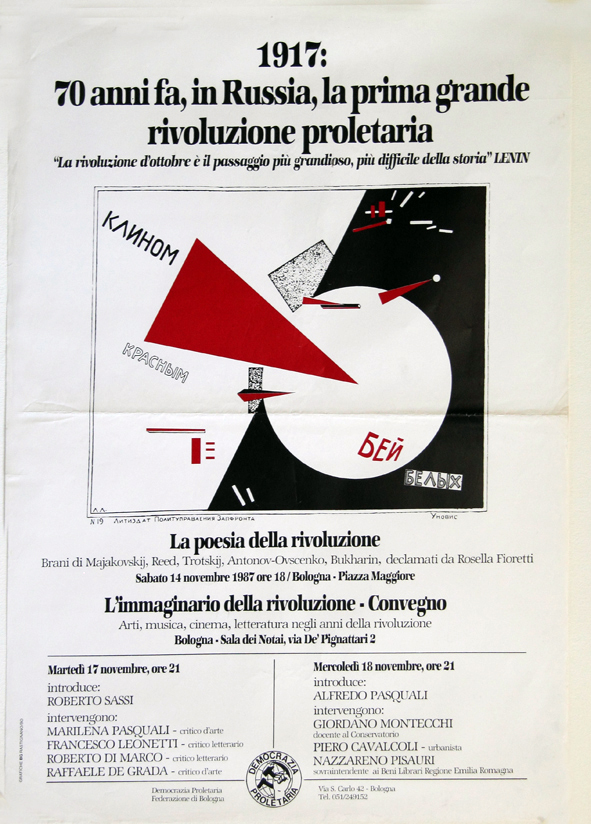 1917:
70 anni fa, in Russia, la prima grande
rivoluzione proletaria
"La rivoluzione d'ottobre è il passaggio più grandioso, più difficile della storia" LENIN
КЛИНОМ
КРАСНЫМ
БЕЙ
БЕЛЫХ
Л.Л.
N 19 ЛИТИЗДАТ ПОЛИТУПРАВЛЕНИЯ ЗАПФРОНТА УНОВИС
La poesia della rivoluzione
Brani di Majakovskij, Reed, Trotskij, Antonov-Ovscenko, Bukharin, declamati da Rosella Fioretti
Sabato 14 novembre 1987 ore 18 / Bologna - Piazza Maggiore
L'immaginario della rivoluzione - Convegno
Arti, musica, cinema, letteratura negli anni della rivoluzione
Bologna - Sala dei Notai, via De' Pignattari 2
Martedì 17 novembre, ore 21
introduce:
ROBERTO SASSI
intervengono:
MARILENA PASQUALI - critico d'arte
FRANCESCO LEONETTI - critico letterario
ROBERTO DI MARCO - critico letterario
RAFFAELE DE GRADA - critico d'arte
Mercoledì 18 novembre, ore 21
introduce:
ALFREDO PASQUALI
intervengono:
GIORDANO MONTECCHI
docente al Conservatorio
PIERO CAVALCOLI - urbanista
NAZZARENO PISAURI
sovraintendente ai Beni Librari Regione Emilia Romagna
Democrazia Proletaria
Federazione di Bologna
DEMOCRAZIA
PROLETARIA
Via S. Carlo 42 - Bologna
Tel. 051/249152